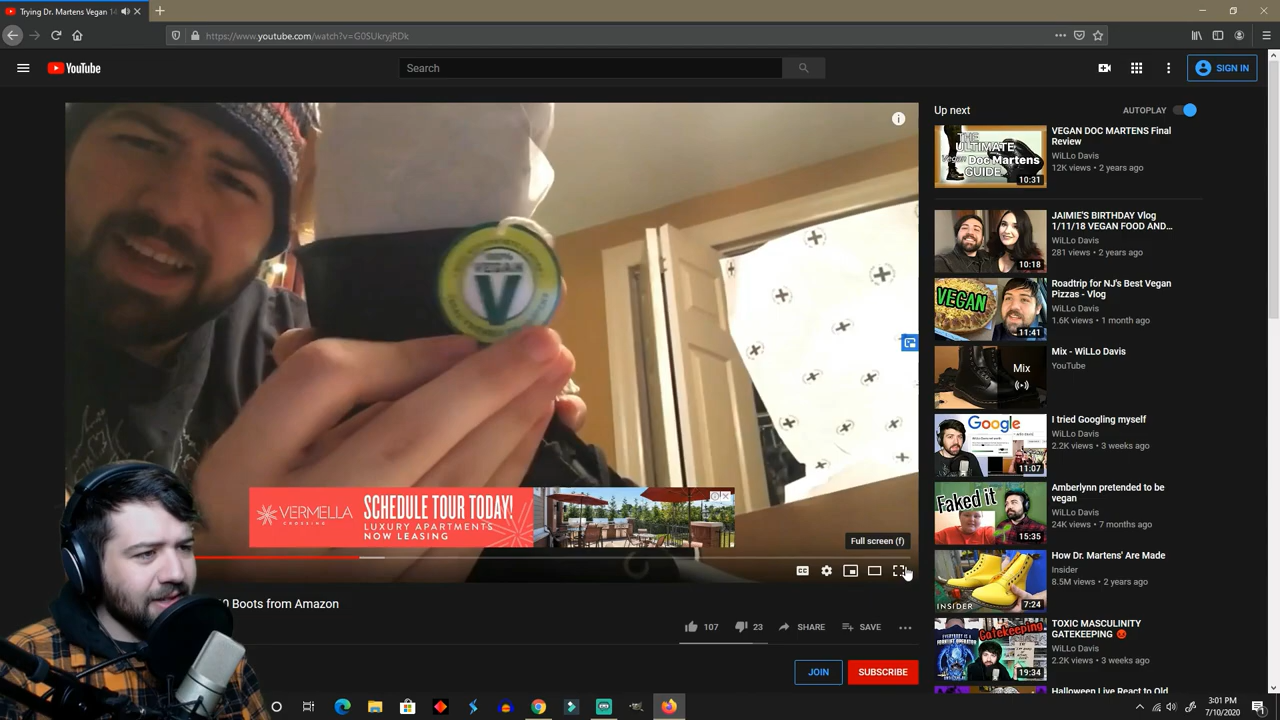 Trying Dr. Martens Vegan 14
https://www.youtube.com/watch?v=G0SUkryjRDk
YouTube
Search
SIGN IN
V
VERMELLA
CROSSING
SCHEDULE TOUR TODAY!
LUXURY APARTMENTS
NOW LEASING
Full screen (f)
CC
0 Boots from Amazon
107
23
SHARE
SAVE
JOIN
SUBSCRIBE
Up next
AUTOPLAY
THE
ULTIMATE
Vegan Doc Martens
GUIDE
10:31
VEGAN DOC MARTENS Final
Review
WiLLo Davis
12K views • 2 years ago
10:18
JAIMIE'S BIRTHDAY Vlog
1/11/18 VEGAN FOOD AND...
WiLLo Davis
281 views • 2 years ago
VEGAN
11:41
Roadtrip for NJ's Best Vegan
Pizzas - Vlog
WiLLo Davis
1.6K views • 1 month ago
Mix
Mix - WiLLo Davis
YouTube
Google
11:07
I tried Googling myself
WiLLo Davis
2.2K views • 3 weeks ago
Faked it
15:35
Amberlynn pretended to be
vegan
WiLLo Davis
24K views • 7 months ago
INSIDER
7:24
How Dr. Martens' Are Made
Insider
8.5M views • 2 years ago
Gatekeeping
19:34
TOXIC MASCULINITY
GATEKEEPING
WiLLo Davis
2.2K views • 3 weeks ago
Halloween Live React to Old
3:01 PM
7/10/2020